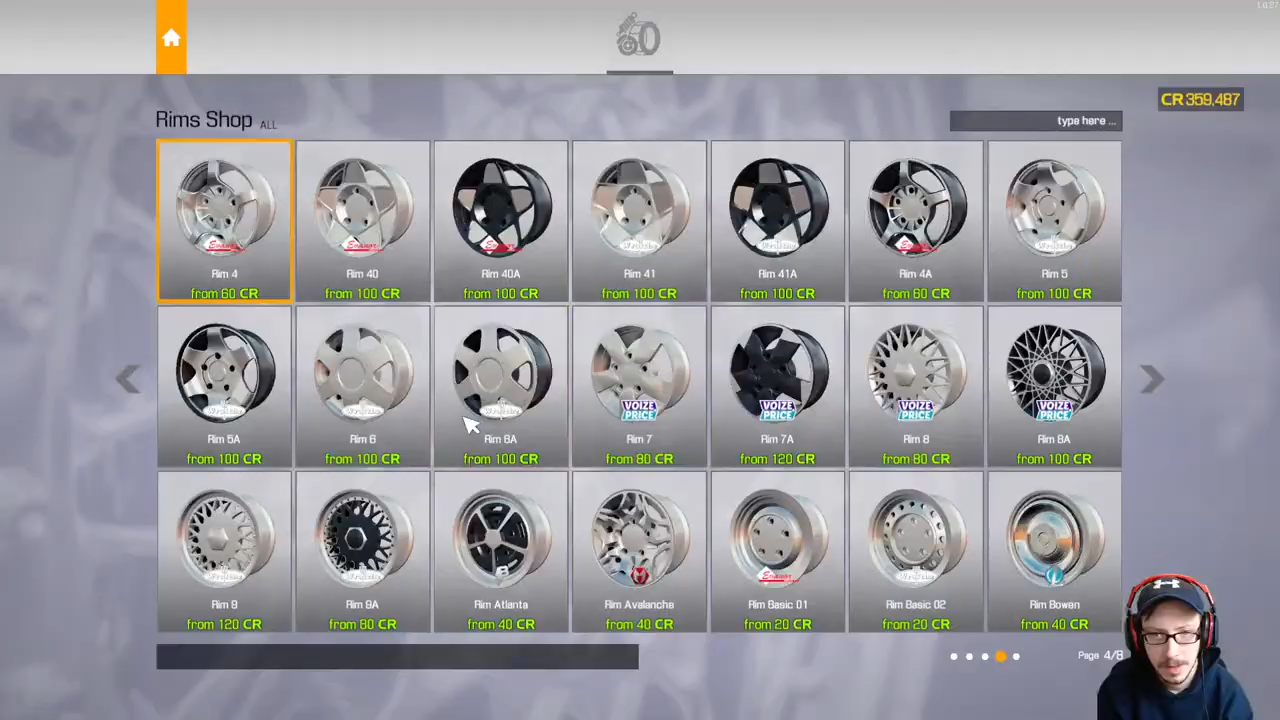 1.0.07
CR 359,487
Rims Shop ALL
type here ...
Rim 4
from 60 CR
Rim 40
from 100 CR
Rim 40A
from 100 CR
Rim 41
from 100 CR
Rim 41A
from 100 CR
Rim 4A
from 60 CR
Rim 5
from 100 CR
Rim 5A
from 100 CR
Rim 6
from 100 CR
Rim 6A
from 100 CR
VOIZE
PRICE
Rim 7
from 80 CR
VOIZE
PRICE
Rim 7A
from 120 CR
VOIZE
PRICE
Rim 8
from 80 CR
VOIZE
PRICE
Rim 8A
from 100 CR
Rim 9
from 120 CR
Rim 9A
from 80 CR
Rim Atlanta
from 40 CR
Rim Avalanche
from 40 CR
Rim Basic 01
from 20 CR
Rim Basic 02
from 20 CR
Rim Bowen
from 40 CR
Page 4/8